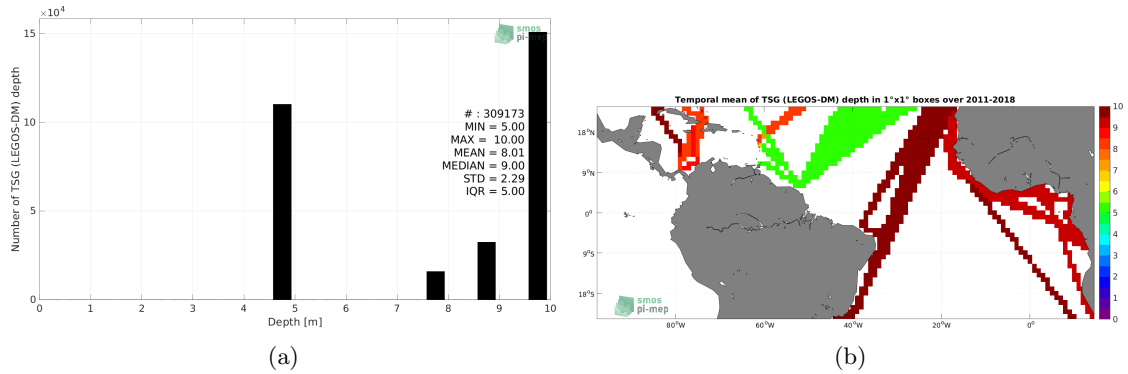 ×10⁴
15
10
5
0
Number of TSG (LEGOS-DM) depth
smos
pi-mep
# : 309173
MIN = 5.00
MAX = 10.00
MEAN = 8.01
MEDIAN = 9.00
STD = 2.29
IQR = 5.00
0 1 2 3 4 5 6 7 8 9 10
Depth [m]
(a)
Temporal mean of TSG (LEGOS-DM) depth in 1°x1° boxes over 2011-2018
18°N
9°N
0°
9°S
18°S
smos
pi-mep
80°W 60°W 40°W 20°W 0°
10
9
8
7
6
5
4
3
2
1
0
(b)